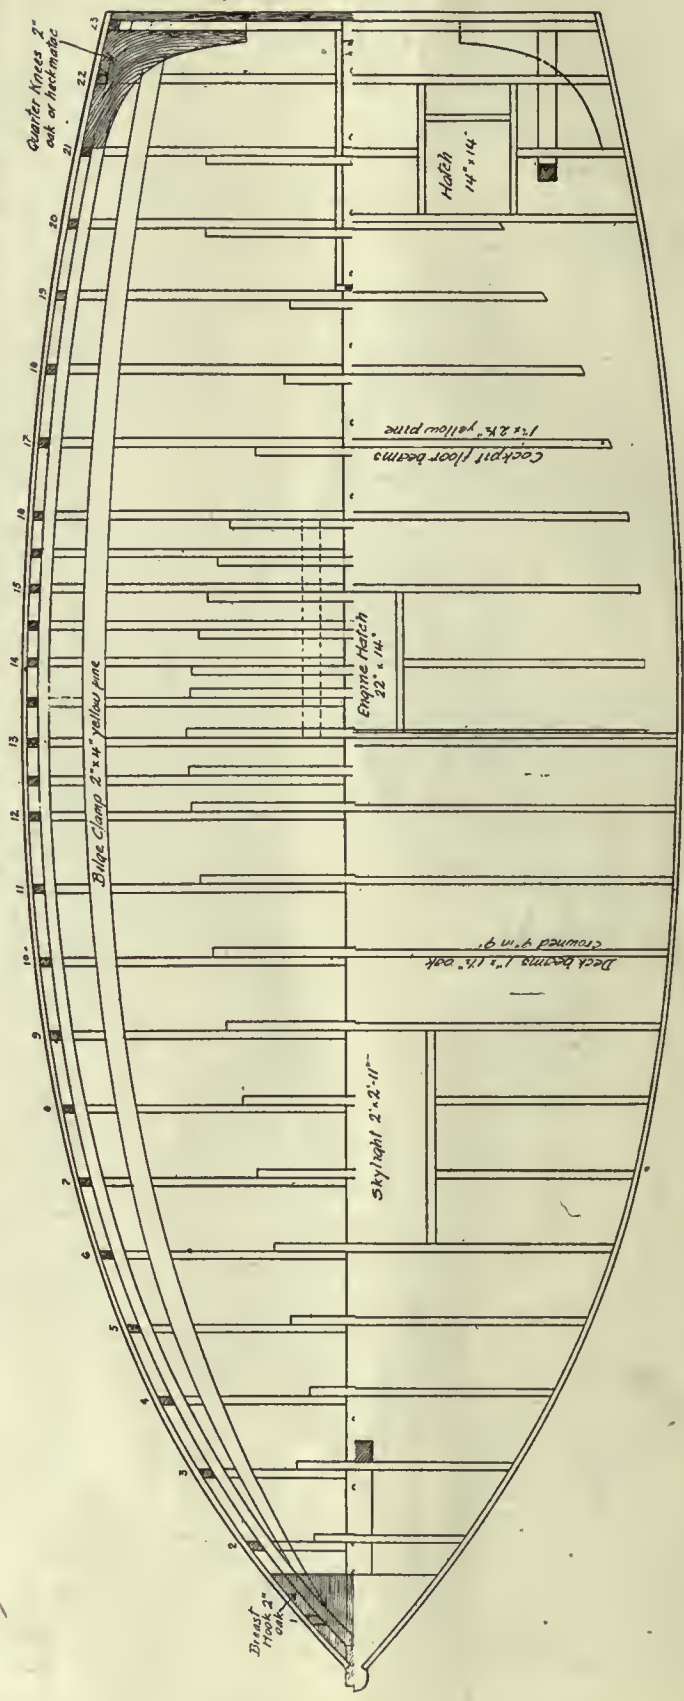 Quarter Knees 2"
oak or heckmatac
23
22
21
20
19
18
17
16
15
14
13
12
11
10
9
8
7
6
5
4
3
2
1
Hatch
14" x 14"
Cockpit floor beams
1" x 2½" yellow pine
Engine Hatch
22" x 14"
Bilge Clamp 2" x 4" yellow pine
Deck beams 1" x 1½" oak
crowned 4" in 9'
Skylight 2' x 2'-11"
Breast
Hook 2"
oak